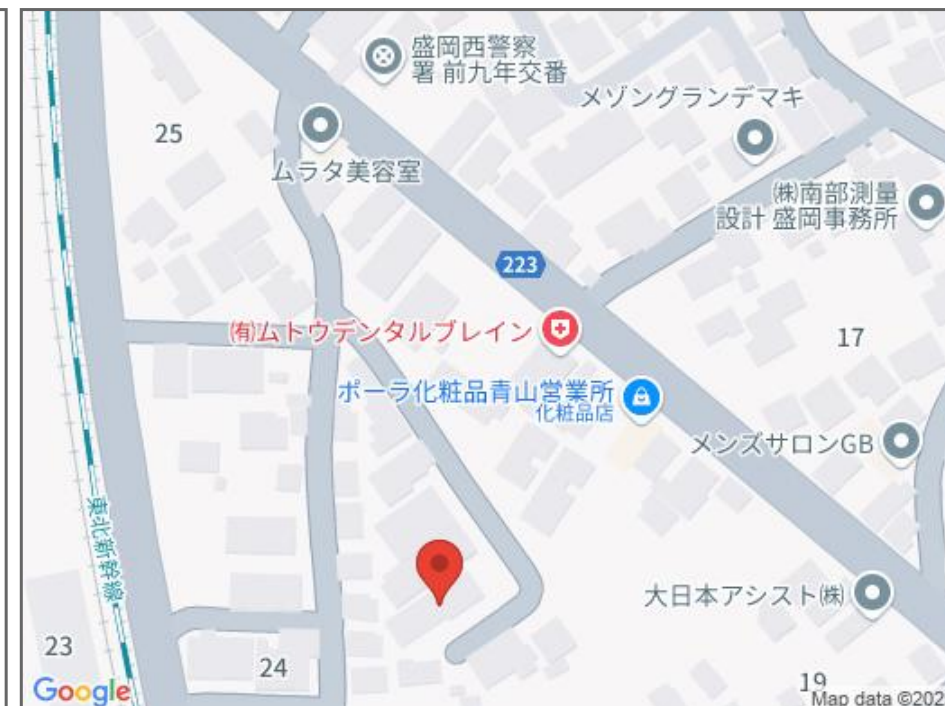 盛岡西警察
署 前九年交番
メゾングランデマキ
25
ムラタ美容室
㈱南部測量
設計 盛岡事務所
223
㈲ムトウデンタルブレイン
17
ポーラ化粧品青山営業所
化粧品店
メンズサロンGB
東北新幹線
大日本アシスト㈱
23
24
19
Google
Map data ©202